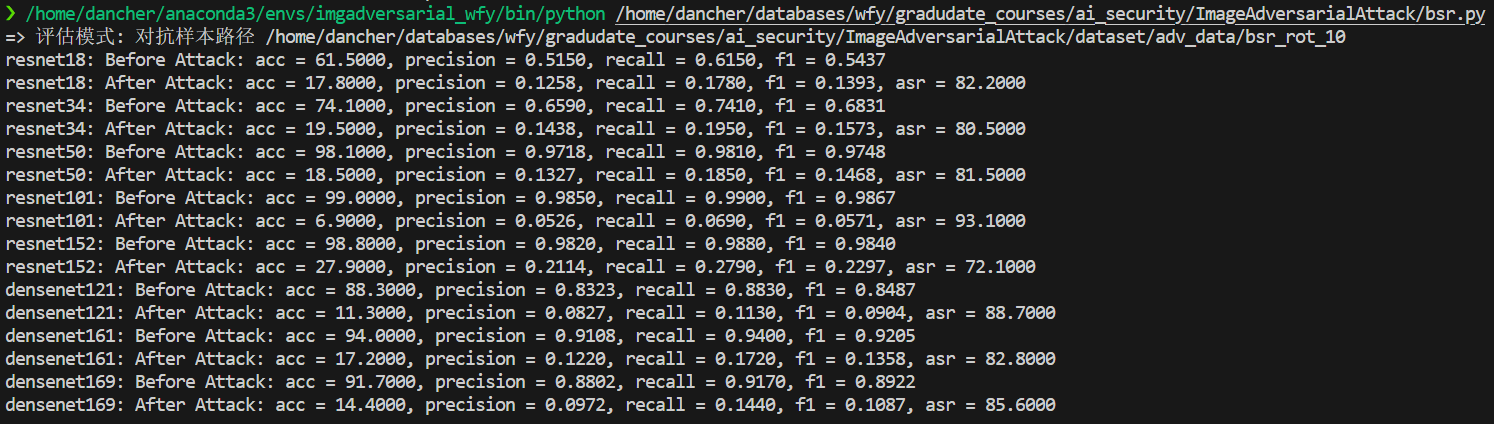 ❯ /home/dancher/anaconda3/envs/imgadversarial_wfy/bin/python /home/dancher/databases/wfy/gradudate_courses/ai_security/ImageAdversarialAttack/bsr.py
=> 评估模式: 对抗样本路径 /home/dancher/databases/wfy/gradudate_courses/ai_security/ImageAdversarialAttack/dataset/adv_data/bsr_rot_10
resnet18: Before Attack: acc = 61.5000, precision = 0.5150, recall = 0.6150, f1 = 0.5437
resnet18: After Attack: acc = 17.8000, precision = 0.1258, recall = 0.1780, f1 = 0.1393, asr = 82.2000
resnet34: Before Attack: acc = 74.1000, precision = 0.6590, recall = 0.7410, f1 = 0.6831
resnet34: After Attack: acc = 19.5000, precision = 0.1438, recall = 0.1950, f1 = 0.1573, asr = 80.5000
resnet50: Before Attack: acc = 98.1000, precision = 0.9718, recall = 0.9810, f1 = 0.9748
resnet50: After Attack: acc = 18.5000, precision = 0.1327, recall = 0.1850, f1 = 0.1468, asr = 81.5000
resnet101: Before Attack: acc = 99.0000, precision = 0.9850, recall = 0.9900, f1 = 0.9867
resnet101: After Attack: acc = 6.9000, precision = 0.0526, recall = 0.0690, f1 = 0.0571, asr = 93.1000
resnet152: Before Attack: acc = 98.8000, precision = 0.9820, recall = 0.9880, f1 = 0.9840
resnet152: After Attack: acc = 27.9000, precision = 0.2114, recall = 0.2790, f1 = 0.2297, asr = 72.1000
densenet121: Before Attack: acc = 88.3000, precision = 0.8323, recall = 0.8830, f1 = 0.8487
densenet121: After Attack: acc = 11.3000, precision = 0.0827, recall = 0.1130, f1 = 0.0904, asr = 88.7000
densenet161: Before Attack: acc = 94.0000, precision = 0.9108, recall = 0.9400, f1 = 0.9205
densenet161: After Attack: acc = 17.2000, precision = 0.1220, recall = 0.1720, f1 = 0.1358, asr = 82.8000
densenet169: Before Attack: acc = 91.7000, precision = 0.8802, recall = 0.9170, f1 = 0.8922
densenet169: After Attack: acc = 14.4000, precision = 0.0972, recall = 0.1440, f1 = 0.1087, asr = 85.6000